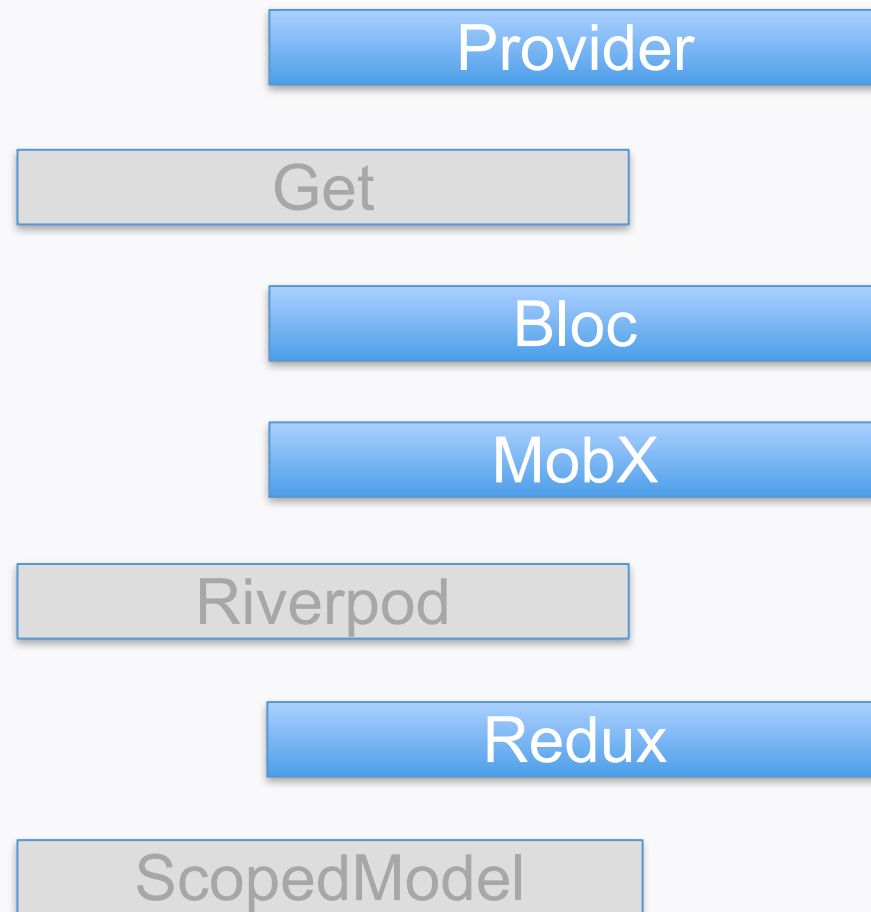 Provider
Get
Bloc
MobX
Riverpod
Redux
ScopedModel